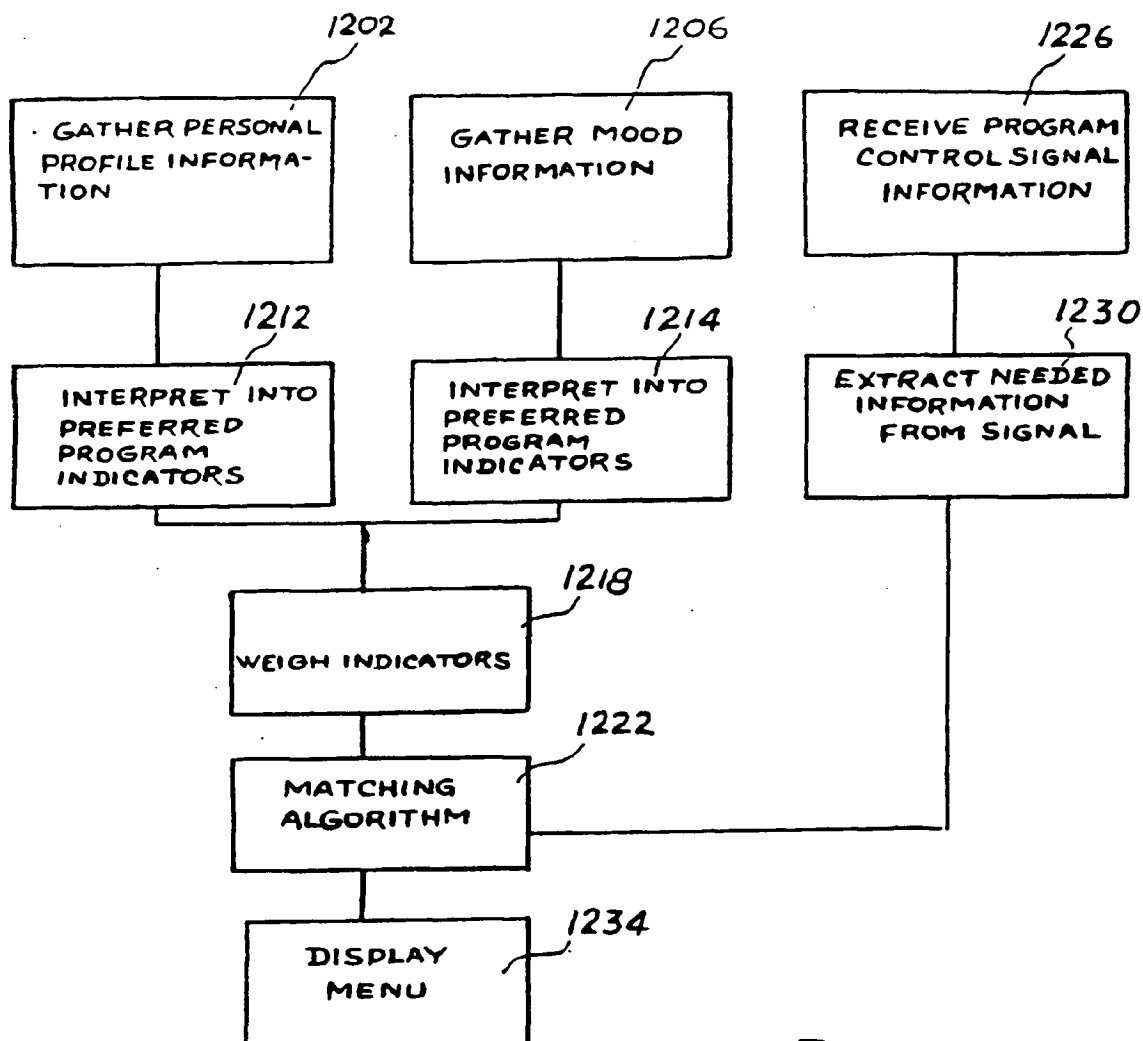 1202
1206
1226
GATHER PERSONAL
PROFILE INFORMA-
TION
GATHER MOOD
INFORMATION
RECEIVE PROGRAM
CONTROL SIGNAL
INFORMATION
1212
1214
1230
INTERPRET INTO
PREFERRED
PROGRAM
INDICATORS
INTERPRET INTO
PREFERRED
PROGRAM
INDICATORS
EXTRACT NEEDED
INFORMATION
FROM SIGNAL
1218
WEIGH INDICATORS
1222
MATCHING
ALGORITHM
1234
DISPLAY
MENU